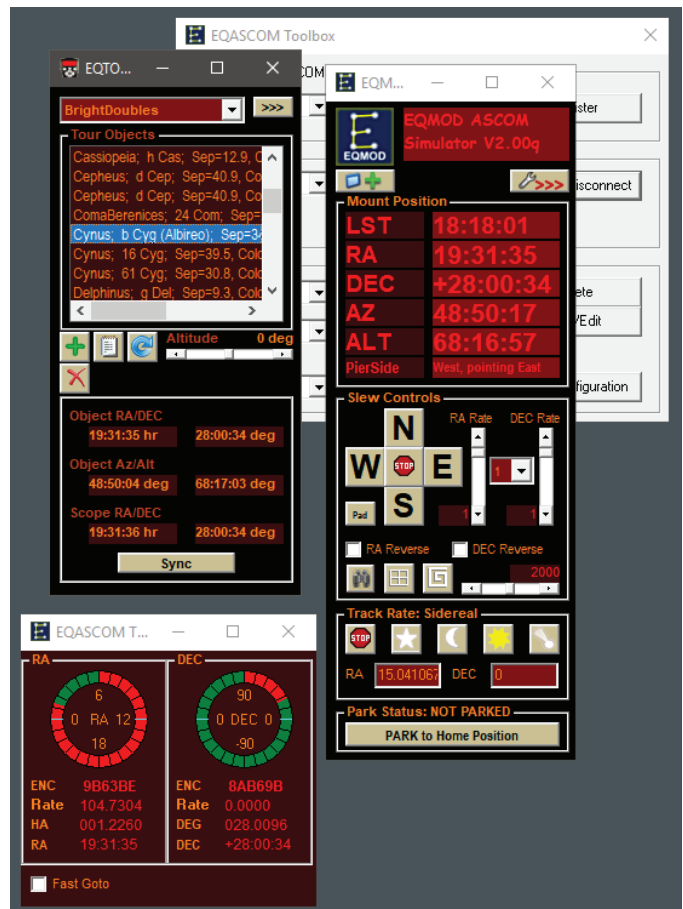 EQASCOM Toolbox
EQTO...
COM
BrightDoubles
>>>
Tour Objects
Cassiopeia; h Cas; Sep=12.9, C
Cepheus; d Cep; Sep=40.9, Co
Cepheus; d Cep; Sep=40.9, Co
ComaBerenices; 24 Com; Sep=
Cynus; b Cyg (Albireo); Sep=34
Cynus; 16 Cyg; Sep=39.5, Colo
Cynus; 61 Cyg; Sep=30.8, Colo
Delphinus; g Del; Sep=9.3, Colo
Altitude 0 deg
Object RA/DEC
19:31:35 hr 28:00:34 deg
Object Az/Alt
48:50:04 deg 68:17:03 deg
Scope RA/DEC
19:31:36 hr 28:00:34 deg
Sync
EQM...
EQMOD
EQMOD ASCOM
Simulator V2.00q
>>>
Mount Position
LST 18:18:01
RA 19:31:35
DEC +28:00:34
AZ 48:50:17
ALT 68:16:57
PierSide West, pointing East
Slew Controls
N
W STOP E
S
Pad
RA Rate DEC Rate
1
1 1
RA Reverse DEC Reverse
2000
Track Rate: Sidereal
STOP
RA 15.041067 DEC 0
Park Status: NOT PARKED
PARK to Home Position
ister
isconnect
ete
/Edit
figuration
EQASCOM T...
RA
6
0 RA 12
18
ENC 9B63BE
Rate 104.7304
HA 001.2260
RA 19:31:35
DEC
90
0 DEC 0
-90
ENC 8AB69B
Rate 0.0000
DEG 028.0096
DEC +28:00:34
Fast Goto